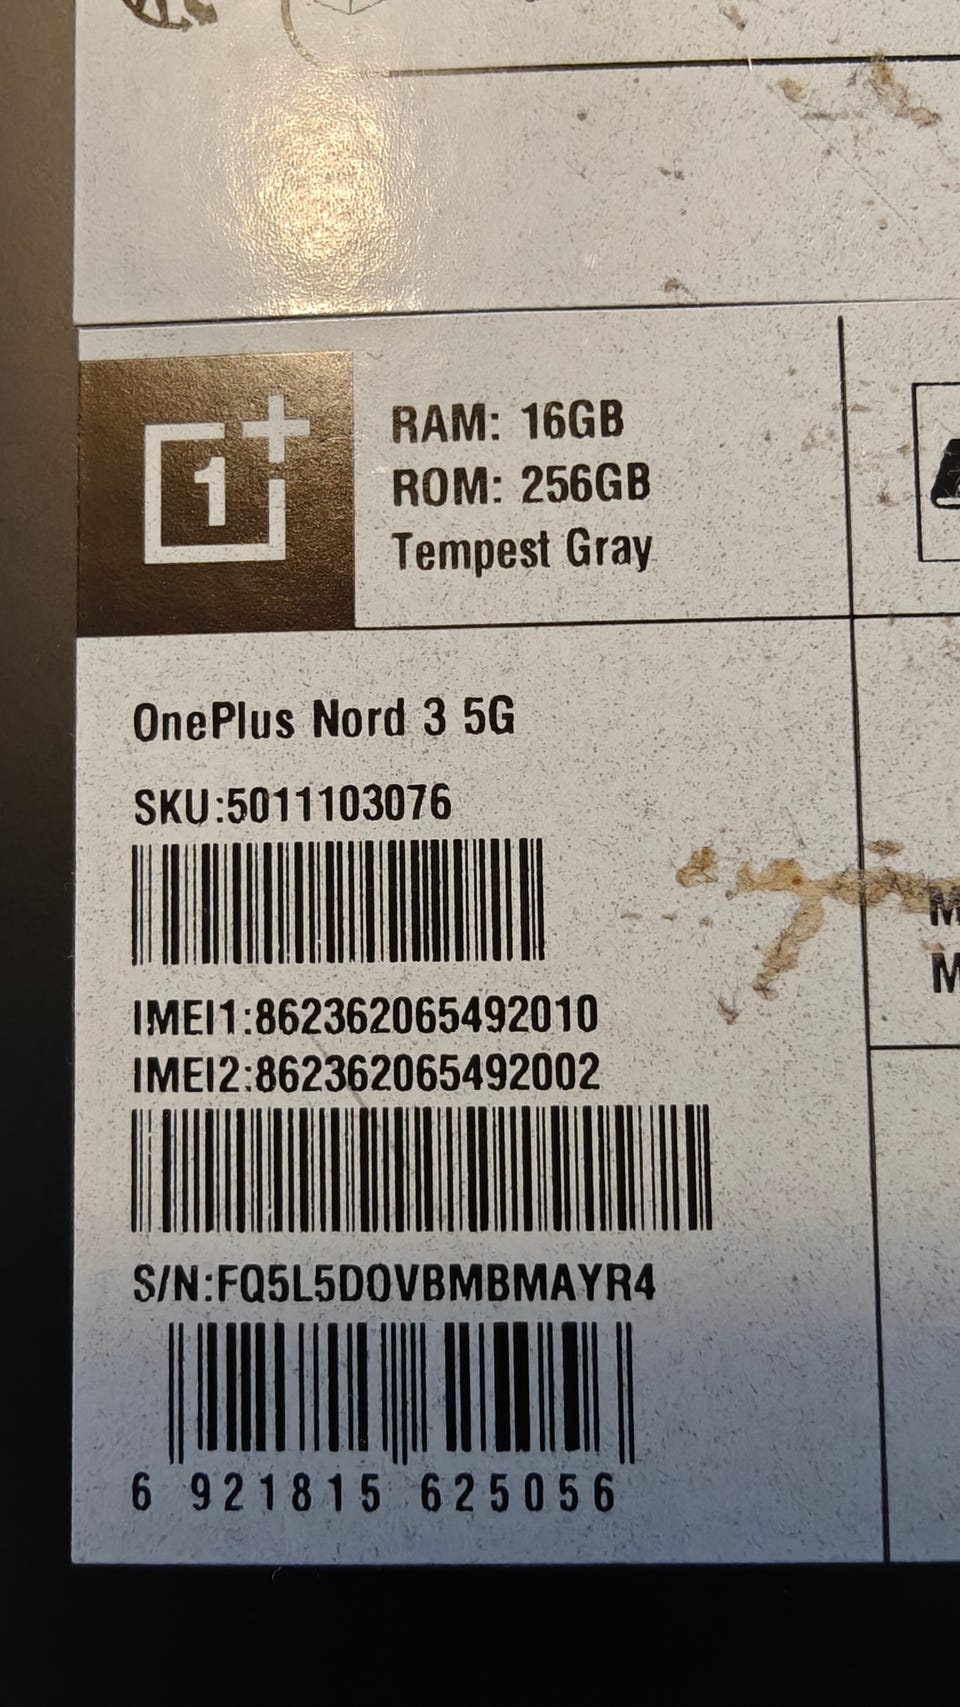 1+
RAM: 16GB
ROM: 256GB
Tempest Gray
OnePlus Nord 3 5G
SKU:5011103076
IMEI1:862362065492010
IMEI2:862362065492002
S/N:FQ5L5DOVBMBMAYR4
6 921815 625056
M
M